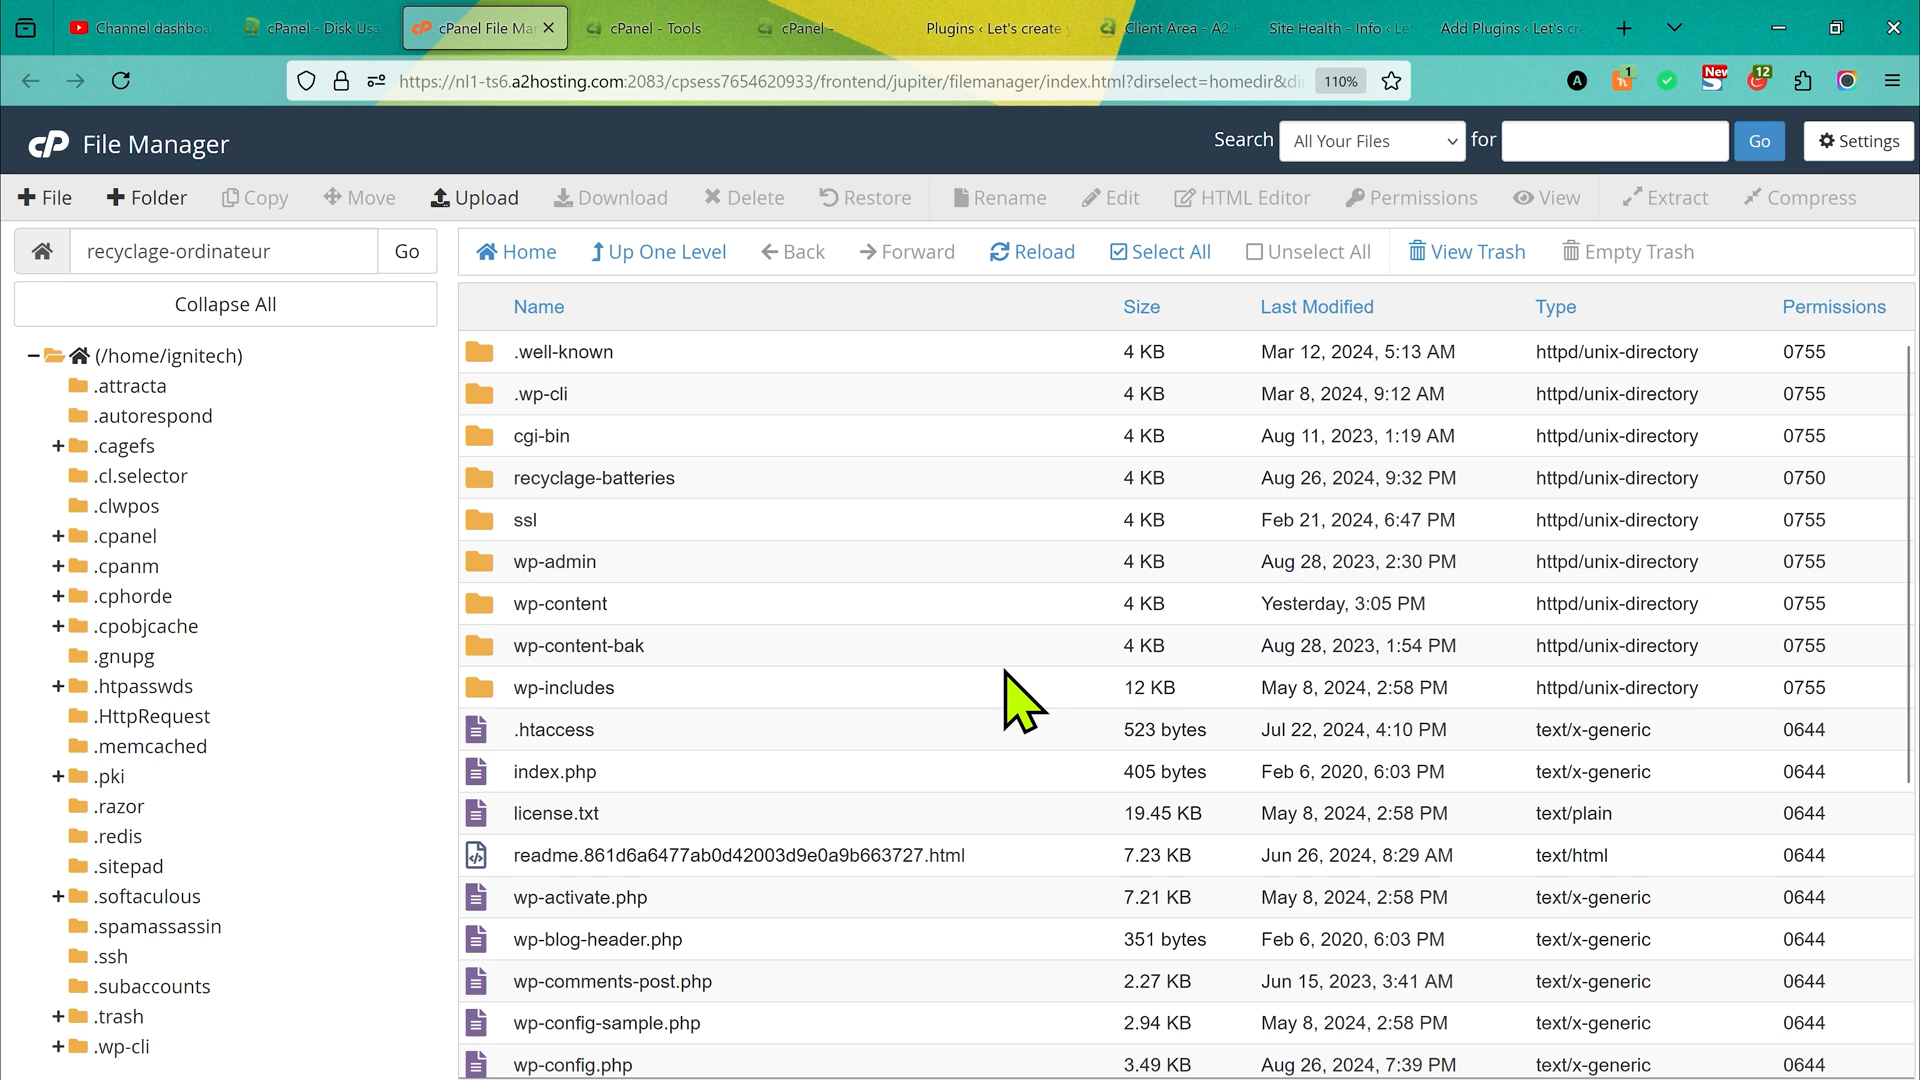 Channel dashboa
cPanel - Disk Usa
cPanel File Ma
cPanel - Tools
cPanel -
Plugins ‹ Let's create
Client Area - A2 H
Site Health - Info ‹ Le
Add Plugins ‹ Let's cre
https://nl1-ts6.a2hosting.com:2083/cpsess7654620933/frontend/jupiter/filemanager/index.html?dirselect=homedir&di
110%
A
1
New
12
cP File Manager
Search All Your Files for Go Settings
File Folder Copy Move Upload Download Delete Restore Rename Edit HTML Editor Permissions View Extract Compress
recyclage-ordinateur Go
Collapse All
(/home/ignitech)
.attracta
.autorespond
.cagefs
.cl.selector
.clwpos
.cpanel
.cpanm
.cphorde
.cpobjcache
.gnupg
.htpasswds
.HttpRequest
.memcached
.pki
.razor
.redis
.sitepad
.softaculous
.spamassassin
.ssh
.subaccounts
.trash
.wp-cli
Home Up One Level Back Forward Reload Select All Unselect All View Trash Empty Trash
Name Size Last Modified Type Permissions
.well-known 4 KB Mar 12, 2024, 5:13 AM httpd/unix-directory 0755
.wp-cli 4 KB Mar 8, 2024, 9:12 AM httpd/unix-directory 0755
cgi-bin 4 KB Aug 11, 2023, 1:19 AM httpd/unix-directory 0755
recyclage-batteries 4 KB Aug 26, 2024, 9:32 PM httpd/unix-directory 0750
ssl 4 KB Feb 21, 2024, 6:47 PM httpd/unix-directory 0755
wp-admin 4 KB Aug 28, 2023, 2:30 PM httpd/unix-directory 0755
wp-content 4 KB Yesterday, 3:05 PM httpd/unix-directory 0755
wp-content-bak 4 KB Aug 28, 2023, 1:54 PM httpd/unix-directory 0755
wp-includes 12 KB May 8, 2024, 2:58 PM httpd/unix-directory 0755
.htaccess 523 bytes Jul 22, 2024, 4:10 PM text/x-generic 0644
index.php 405 bytes Feb 6, 2020, 6:03 PM text/x-generic 0644
license.txt 19.45 KB May 8, 2024, 2:58 PM text/plain 0644
readme.861d6a6477ab0d42003d9e0a9b663727.html 7.23 KB Jun 26, 2024, 8:29 AM text/html 0644
wp-activate.php 7.21 KB May 8, 2024, 2:58 PM text/x-generic 0644
wp-blog-header.php 351 bytes Feb 6, 2020, 6:03 PM text/x-generic 0644
wp-comments-post.php 2.27 KB Jun 15, 2023, 3:41 AM text/x-generic 0644
wp-config-sample.php 2.94 KB May 8, 2024, 2:58 PM text/x-generic 0644
wp-config.php 3.49 KB Aug 26, 2024, 7:39 PM text/x-generic 0644